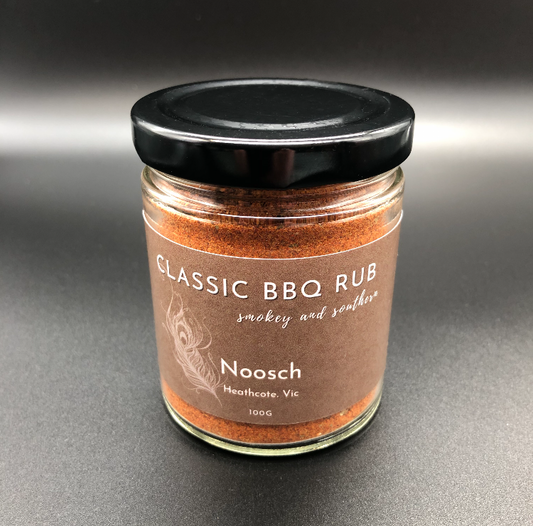 CLASSIC BBQ RUB
smokey and southern
Noosch
Heathcote. Vic
100G